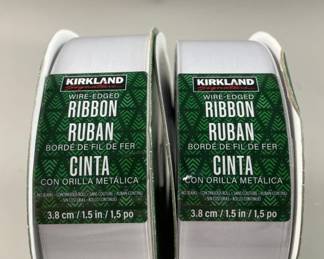 KIRKLAND
Signature
WIRE-EDGED
RIBBON
RUBAN
BORDÉ DE FIL DE FER
CINTA
CON ORILLA METÁLICA
3.8 cm / 1.5 in / 1,5 po
KIRKLAND
Signature
WIRE-EDGED
RIBBON
RUBAN
BORDÉ DE FIL DE FER
CINTA
CON ORILLA METÁLICA
3.8 cm / 1.5 in / 1,5 po